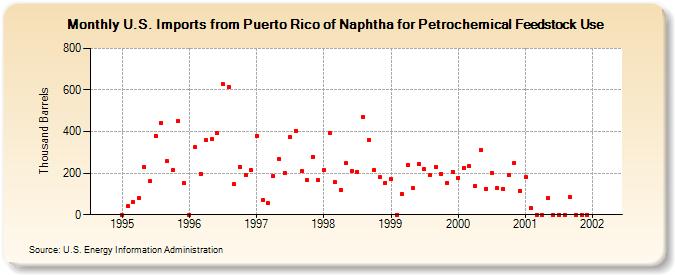 Monthly U.S. Imports from Puerto Rico of Naphtha for Petrochemical Feedstock Use
Thousand Barrels
800
600
400
200
0
1995 1996 1997 1998 1999 2000 2001 2002
Source: U.S. Energy Information Administration